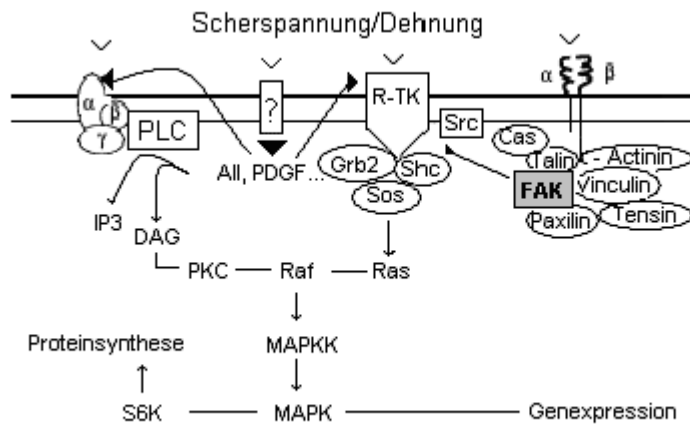 Scherspannung/Dehnung
α β
α β γ PLC ? R-TK Src Cas
AII, PDGF... Grb2 Shc Talin - Actinin
Sos FAK Vinculin
IP3 Paxilin Tensin
DAG
PKC Raf Ras
Proteinsynthese MAPKK
S6K MAPK Genexpression